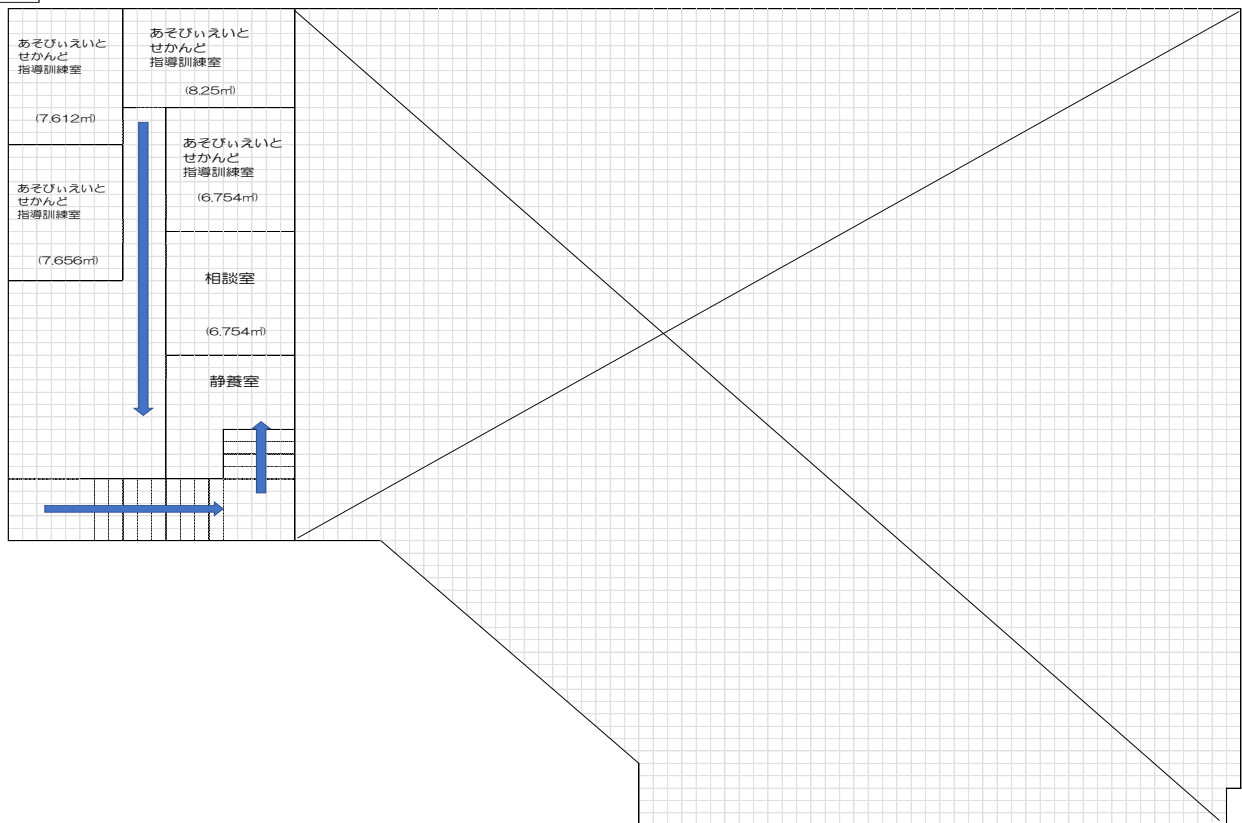 あそびぃえいと
せかんど
指導訓練室
(7.612㎡)
あそびぃえいと
せかんど
指導訓練室
(8.25㎡)
あそびぃえいと
せかんど
指導訓練室
(6.754㎡)
あそびぃえいと
せかんど
指導訓練室
(7.656㎡)
相談室
(6.754㎡)
静養室